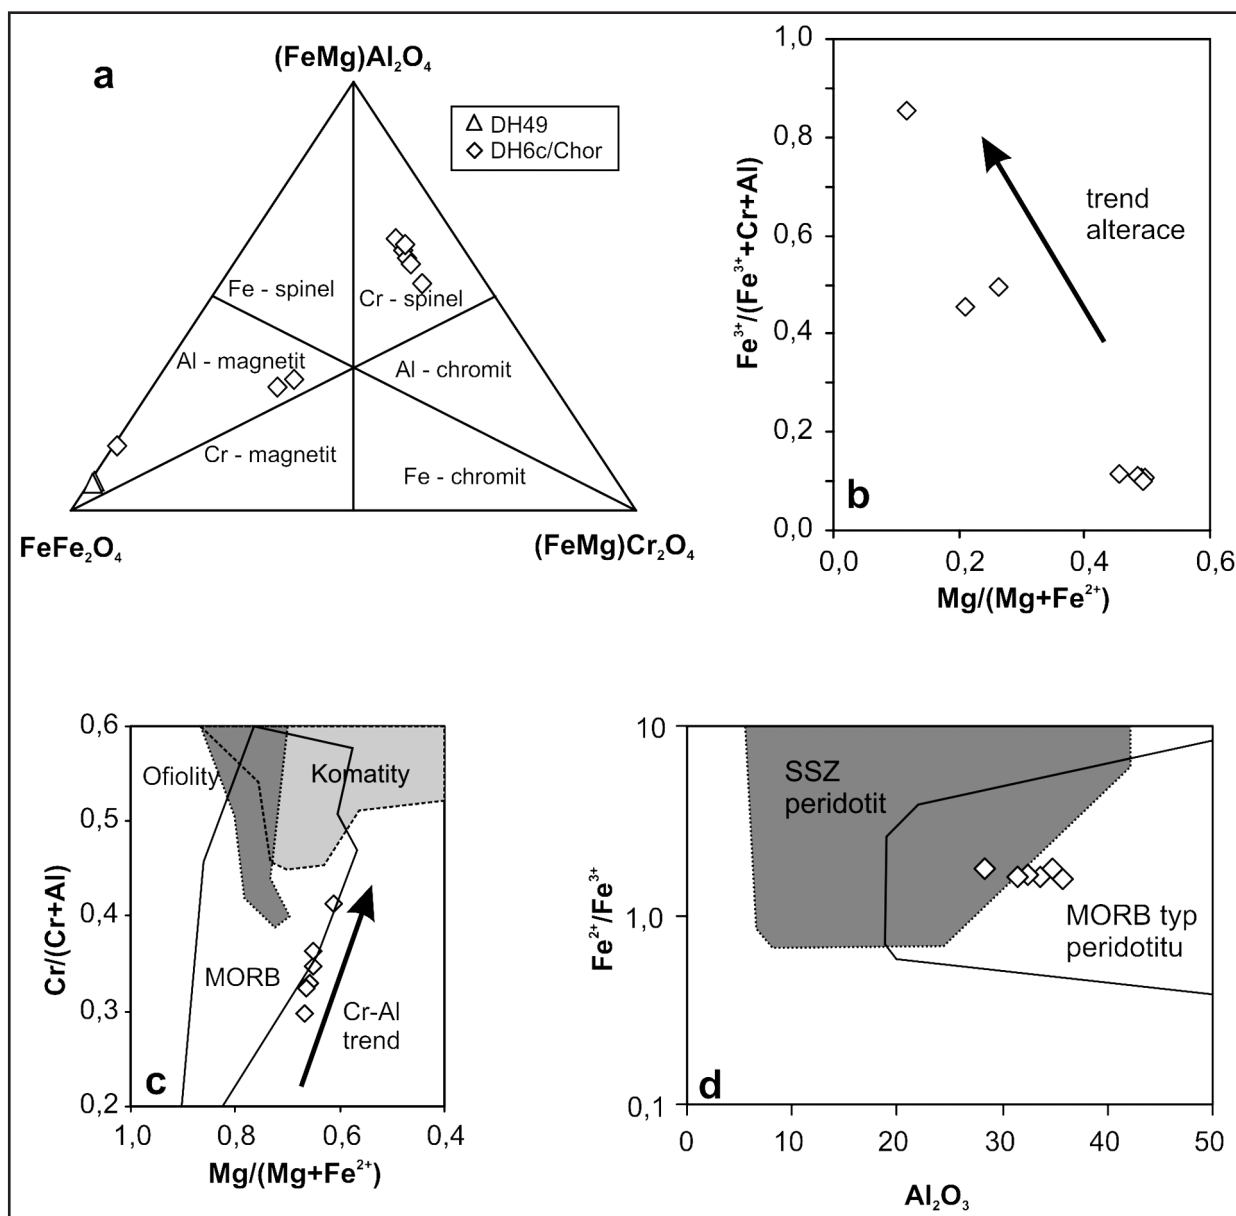 a
(FeMg)Al₂O₄
DH49
DH6c/Chor
Fe - spinel
Cr - spinel
Al - magnetit
Al - chromit
Cr - magnetit
Fe - chromit
FeFe₂O₄
(FeMg)Cr₂O₄
1,0
0,8
0,6
0,4
0,2
0,0
Fe³⁺/(Fe³⁺+Cr+Al)
trend
alterace
b
0,0
0,2
0,4
0,6
Mg/(Mg+Fe²⁺)
0,6
0,5
0,4
0,3
0,2
Cr/(Cr+Al)
Ofiolity
Komatity
MORB
Cr-Al
trend
c
1,0
0,8
0,6
0,4
Mg/(Mg+Fe²⁺)
10
1,0
0,1
Fe²⁺/Fe³⁺
SSZ
peridotit
MORB typ
peridotitu
d
0
10
20
30
40
50
Al₂O₃